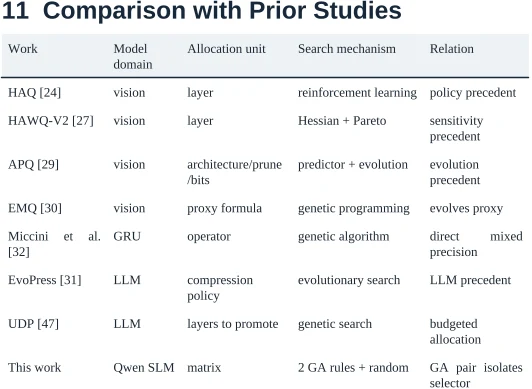 11 Comparison with Prior Studies
Work Model domain Allocation unit Search mechanism Relation
HAQ [24] vision layer reinforcement learning policy precedent
HAWQ-V2 [27] vision layer Hessian + Pareto sensitivity precedent
APQ [29] vision architecture/prune/bits predictor + evolution evolution precedent
EMQ [30] vision proxy formula genetic programming evolves proxy
Miccini et al. [32] GRU operator genetic algorithm direct mixed precision
EvoPress [31] LLM compression policy evolutionary search LLM precedent
UDP [47] LLM layers to promote genetic search budgeted allocation
This work Qwen SLM matrix 2 GA rules + random GA pair isolates selector